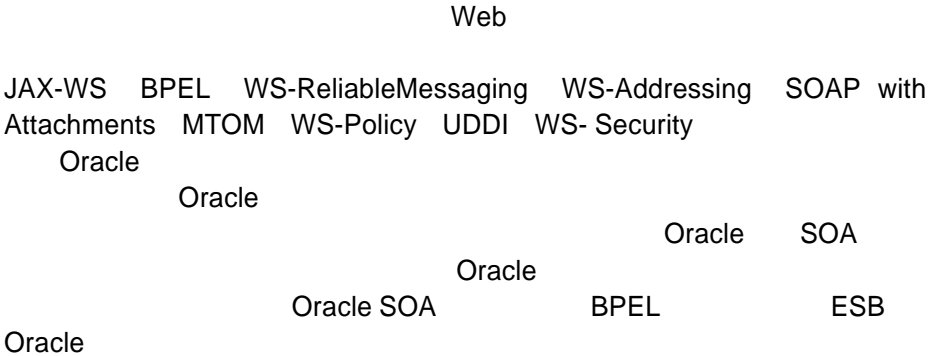 Web
JAX-WS BPEL WS-ReliableMessaging WS-Addressing SOAP with
Attachments MTOM WS-Policy UDDI WS- Security
Oracle
Oracle
Oracle SOA
Oracle
Oracle SOA BPEL ESB
Oracle